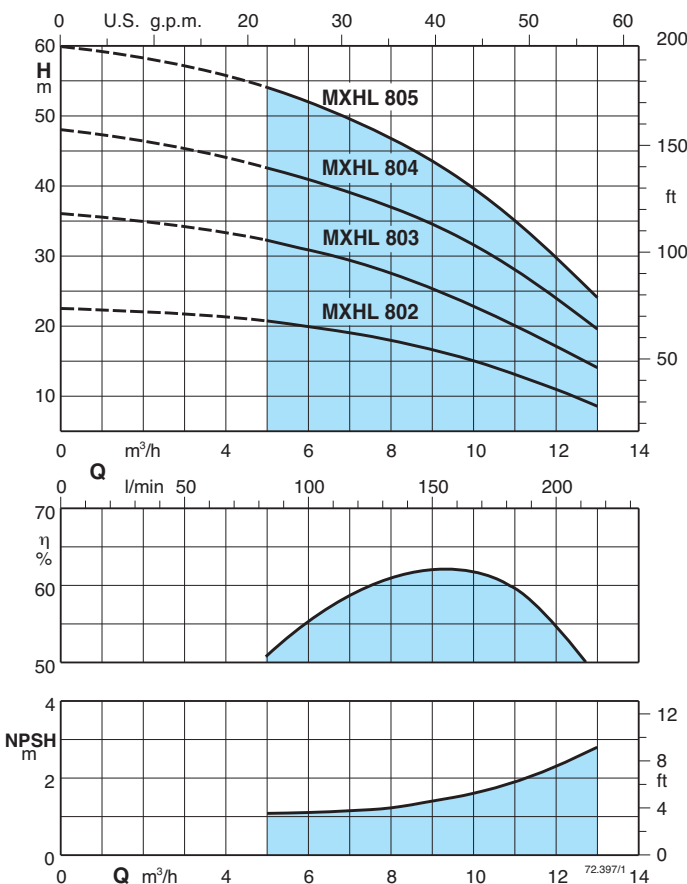 0 U.S. g.p.m. 20 30 40 50 60
60 200
H
m
MXHL 805
50
150
MXHL 804
40
ft
MXHL 803
100
30
MXHL 802
20
50
10
0 m³/h 4 6 8 10 12 14
Q
0 l/min 50 100 150 200
70
η
%
60
50
4
12
NPSH
m
8
ft
2
4
0 0
72.397/1
0 Q m³/h 4 6 8 10 12 14